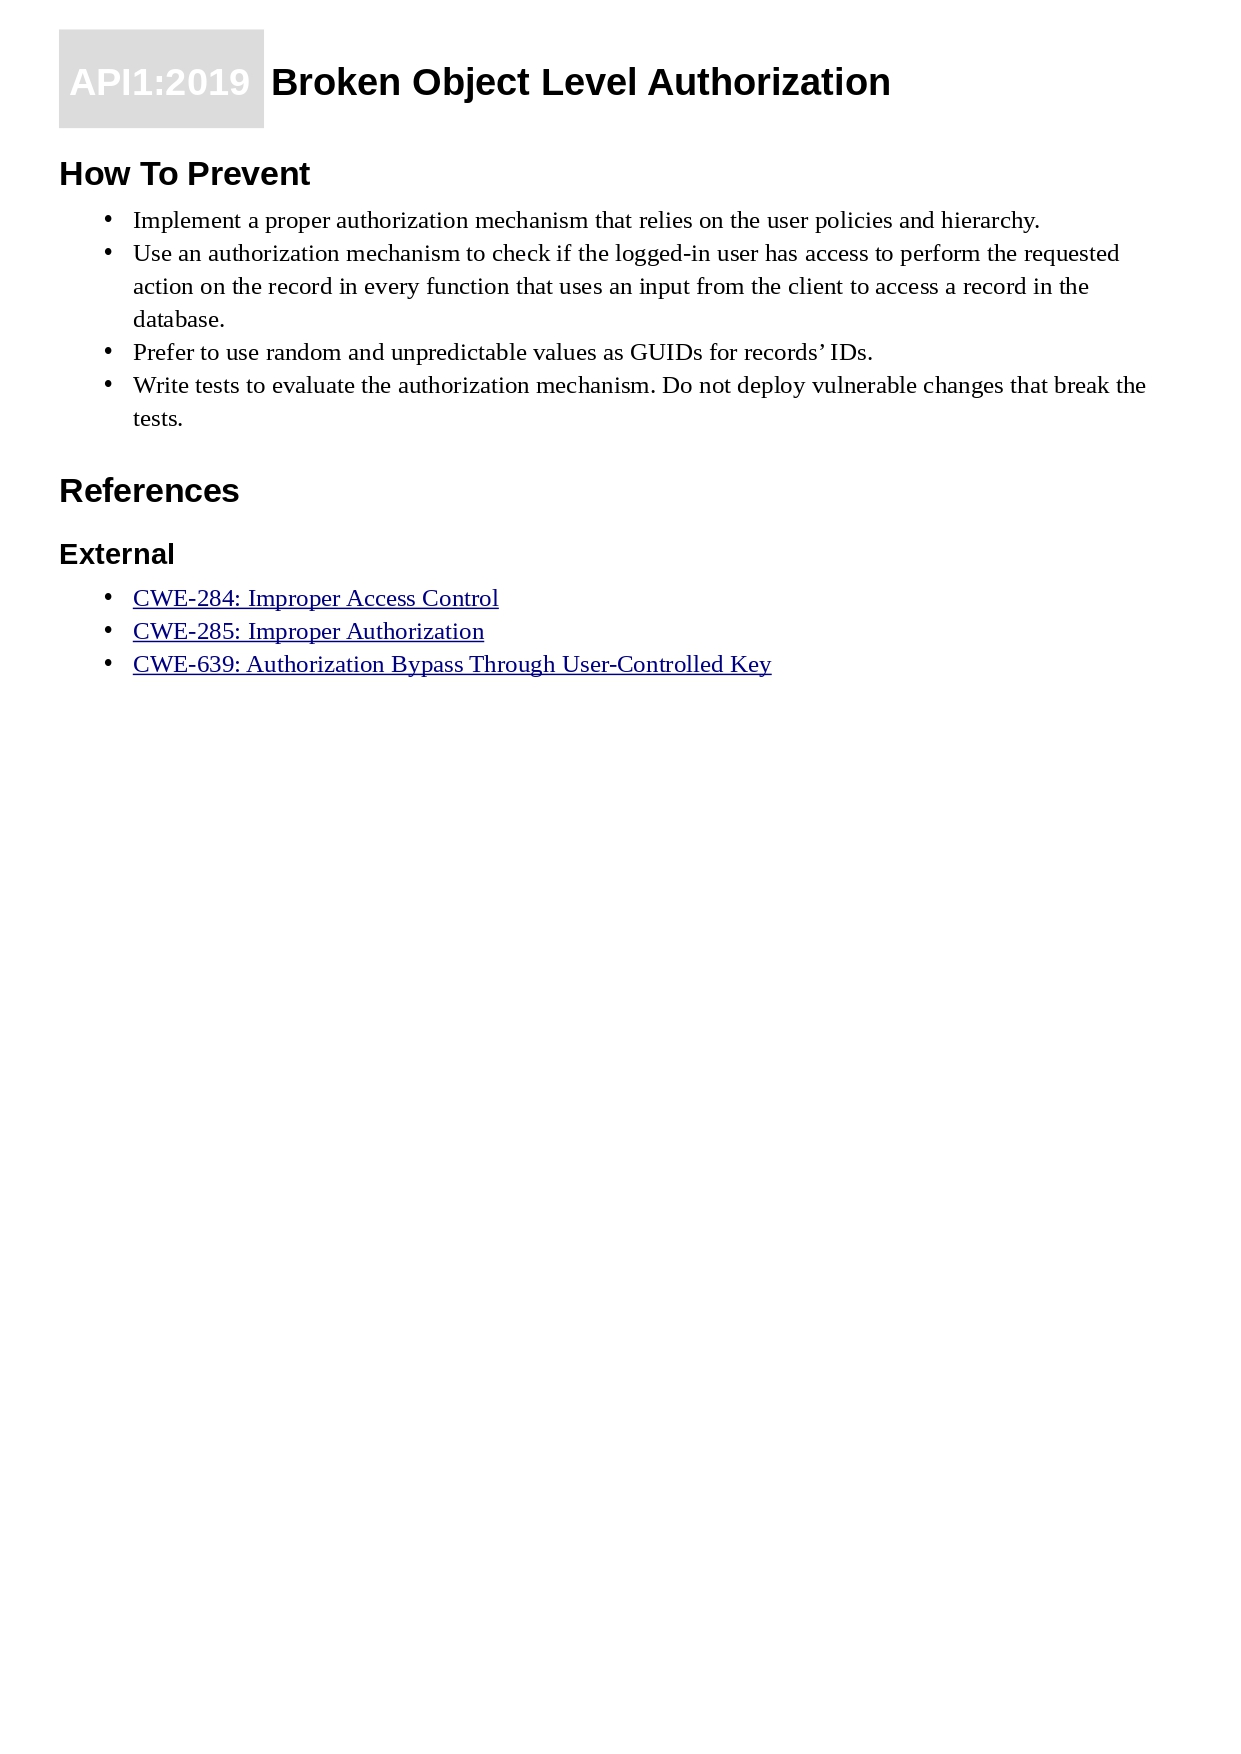 API1:2019 Broken Object Level Authorization
How To Prevent
• Implement a proper authorization mechanism that relies on the user policies and hierarchy.
• Use an authorization mechanism to check if the logged-in user has access to perform the requested
action on the record in every function that uses an input from the client to access a record in the
database.
• Prefer to use random and unpredictable values as GUIDs for records’ IDs.
• Write tests to evaluate the authorization mechanism. Do not deploy vulnerable changes that break the
tests.
References
External
• CWE-284: Improper Access Control
• CWE-285: Improper Authorization
• CWE-639: Authorization Bypass Through User-Controlled Key